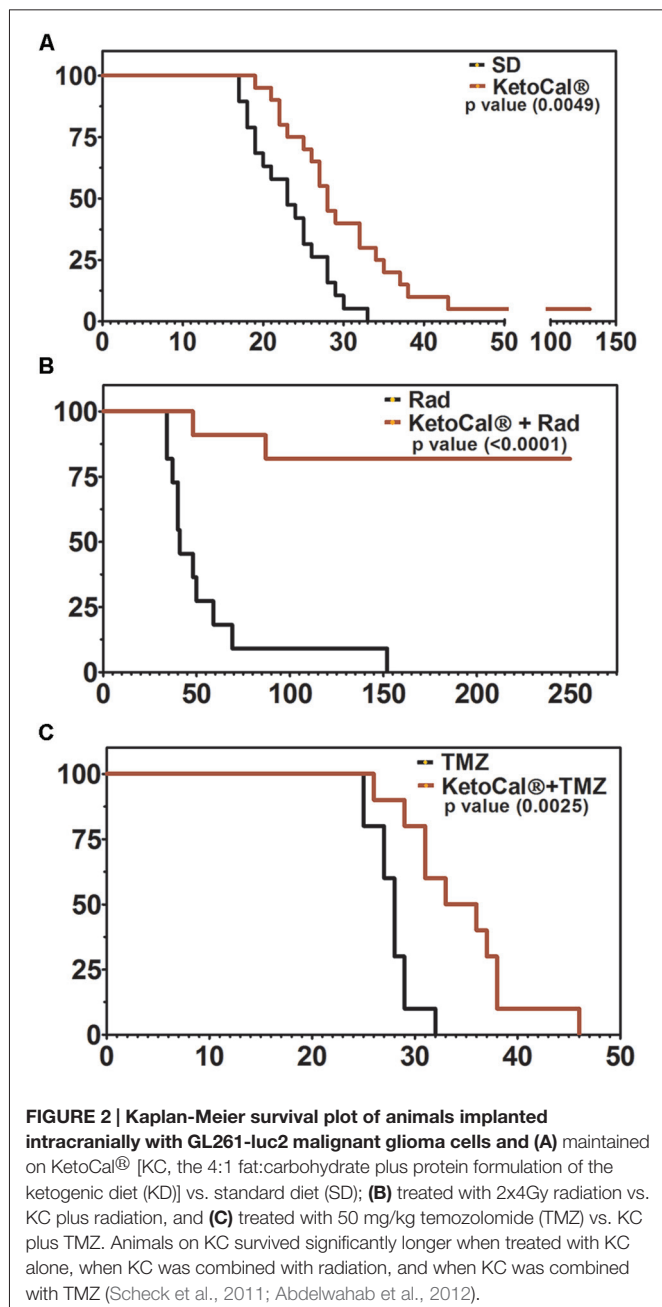 A
SD
KetoCal®
p value (0.0049)
100
75
50
25
0
0 10 20 30 40 50 100 150
B
Rad
KetoCal® + Rad
p value (<0.0001)
100
75
50
25
0
0 50 100 150 200 250
C
TMZ
KetoCal®+TMZ
p value (0.0025)
100
75
50
25
0
0 10 20 30 40 50
FIGURE 2 | Kaplan-Meier survival plot of animals implanted
intracranially with GL261-luc2 malignant glioma cells and (A) maintained
on KetoCal® [KC, the 4:1 fat:carbohydrate plus protein formulation of the
ketogenic diet (KD)] vs. standard diet (SD); (B) treated with 2x4Gy radiation vs.
KC plus radiation, and (C) treated with 50 mg/kg temozolomide (TMZ) vs. KC
plus TMZ. Animals on KC survived significantly longer when treated with KC
alone, when KC was combined with radiation, and when KC was combined
with TMZ (Scheck et al., 2011; Abdelwahab et al., 2012).